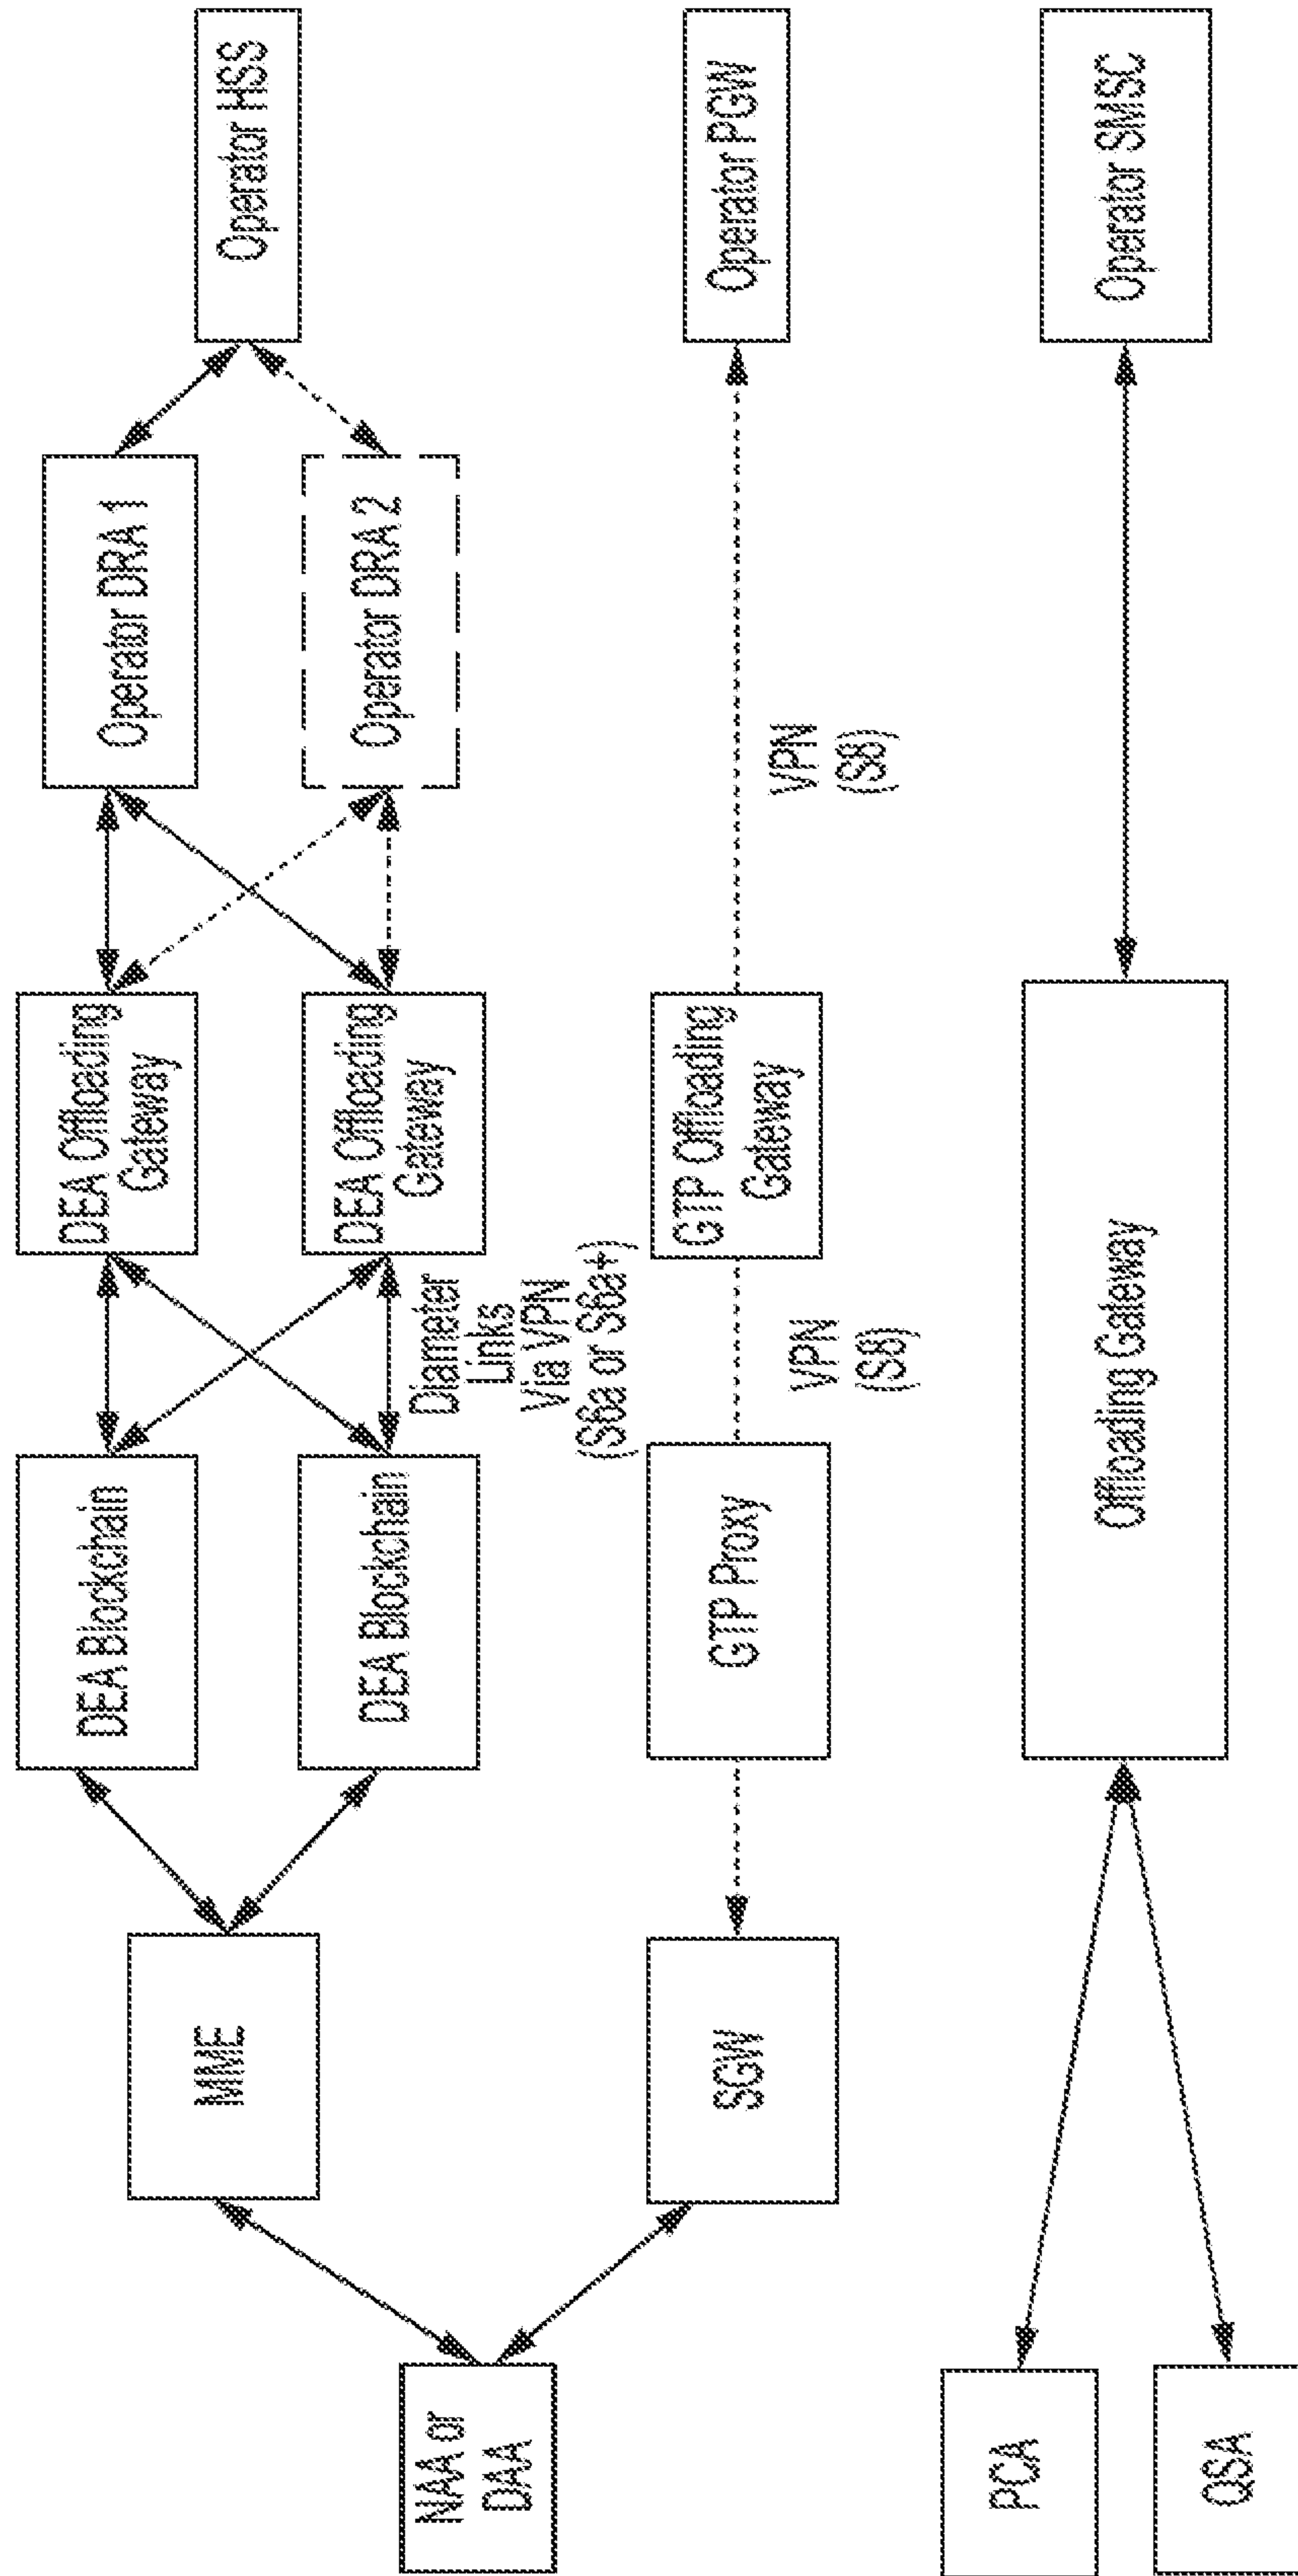 NAA or
DAA
MME
SGW
DEA Blockchain
DEA Blockchain
GTP Proxy
Diameter
Links
Via VPN
(S6a or S6a+)
VPN
(S8)
DEA Offloading
Gateway
DEA Offloading
Gateway
GTP Offloading
Gateway
VPN
(S8)
Operator DRA 1
Operator DRA 2
Operator HSS
Operator PGW
PCA
QSA
Offloading Gateway
Operator SMSC